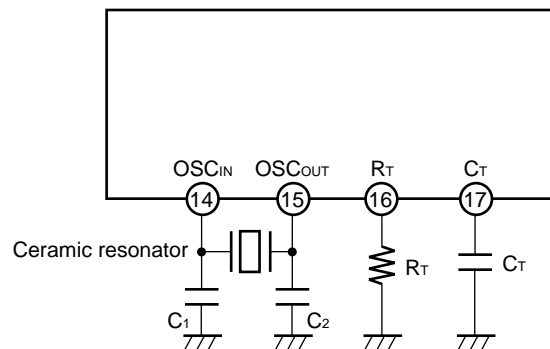 OSCIN OSCOUT RT CT
14 15 16 17
Ceramic resonator
RT CT
C1 C2